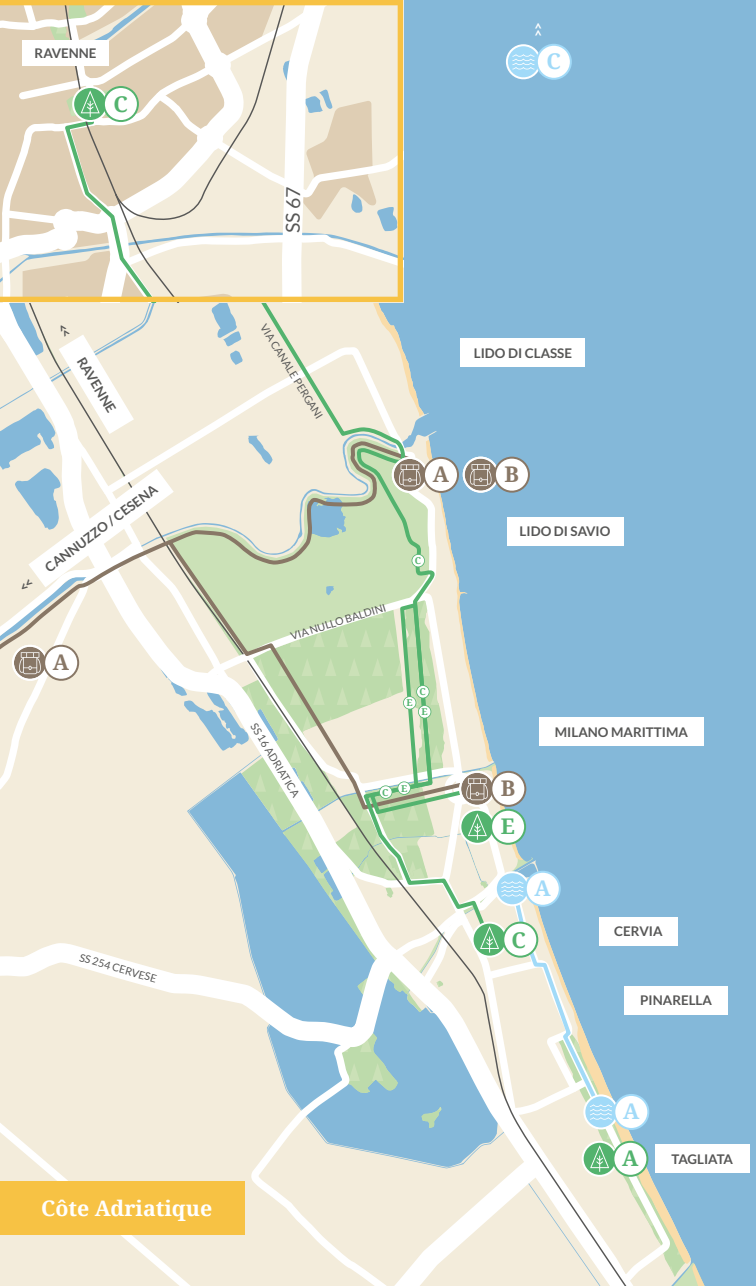 RAVENNE
C
SS 67
C
LIDO DI CLASSE
VIA CANALE PERGANI
RAVENNE
A
B
CANNUZZO / CESENA
LIDO DI SAVIO
C
VIA NULLO BALDINI
A
C
E
E
MILANO MARITTIMA
SS 16 ADRIATICA
C
E
B
E
A
CERVIA
C
SS 254 CERVESE
PINARELLA
A
A
TAGLIATA
Côte Adriatique